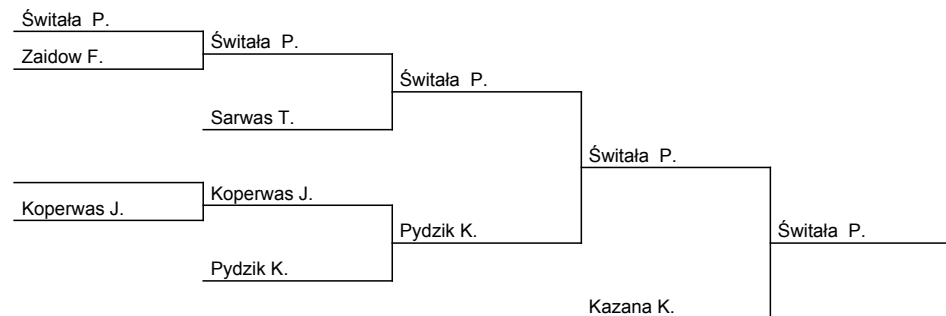 Świtała P.
Zaidow F.
Świtała P.
Świtała P.
Sarwas T.
Świtała P.
Koperwas J.
Koperwas J.
Pydzik K.
Świtała P.
Pydzik K.
Kazana K.